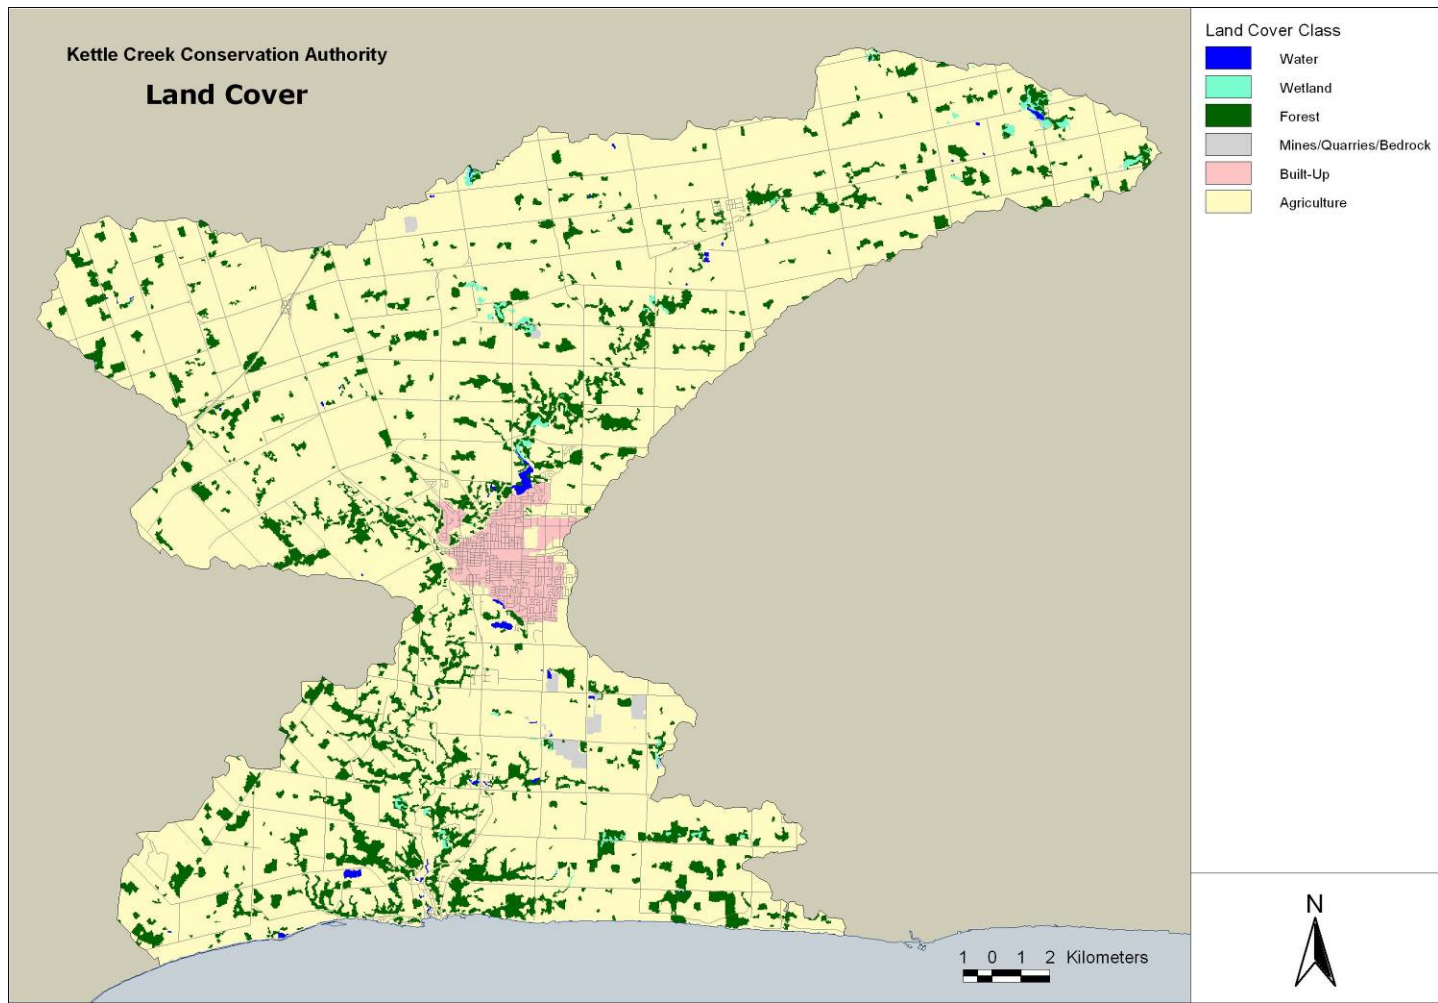 Kettle Creek Conservation Authority
Land Cover
Land Cover Class
Water
Wetland
Forest
Mines/Quarries/Bedrock
Built-Up
Agriculture
N
1 0 1 2 Kilometers